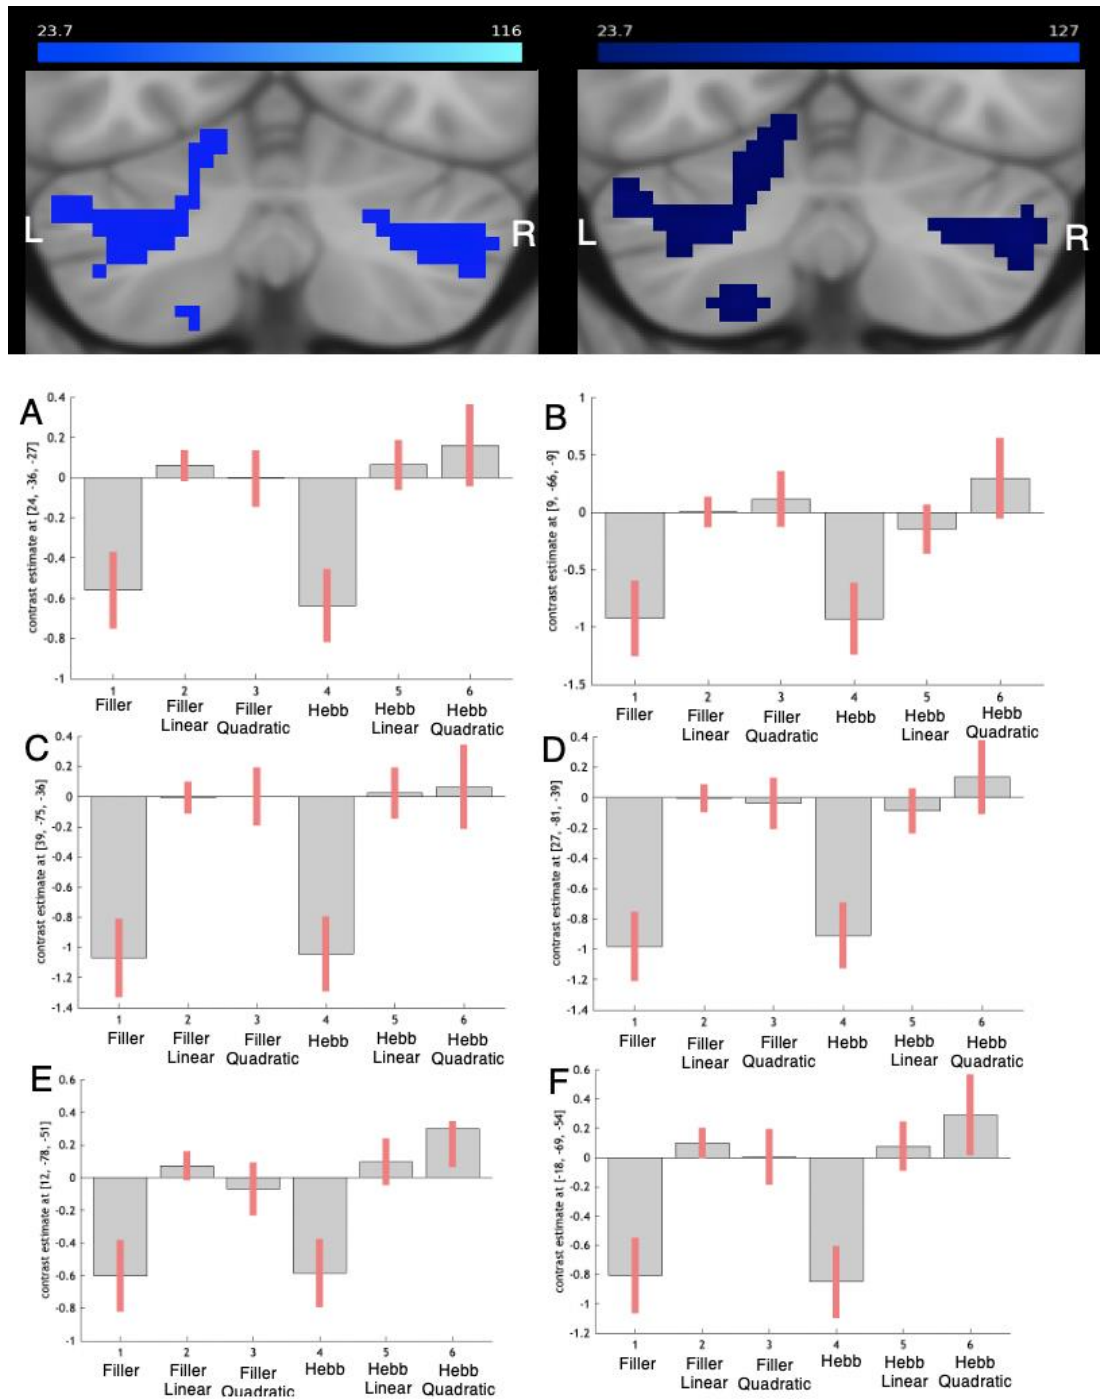 23.7 116
23.7 127
L R
L R
A
contrast estimate at [24, -36, -27]
0.4
0.2
0
-0.2
-0.4
-0.6
-0.8
-1
1 2 3 4 5 6
Filler Filler Linear Filler Quadratic Hebb Hebb Linear Hebb Quadratic
B
contrast estimate at [9, -66, -9]
1
0.5
0
-0.5
-1
-1.5
1 2 3 4 5 6
Filler Filler Linear Filler Quadratic Hebb Hebb Linear Hebb Quadratic
C
contrast estimate at [39, -75, -36]
0.4
0.2
0
-0.2
-0.4
-0.6
-0.8
-1
-1.2
-1.4
1 2 3 4 5 6
Filler Filler Linear Filler Quadratic Hebb Hebb Linear Hebb Quadratic
D
contrast estimate at [27, -81, -39]
0.4
0.2
0
-0.2
-0.4
-0.6
-0.8
-1
-1.2
-1.4
1 2 3 4 5 6
Filler Filler Linear Filler Quadratic Hebb Hebb Linear Hebb Quadratic
E
contrast estimate at [12, -78, -51]
0.6
0.4
0.2
0
-0.2
-0.4
-0.6
-0.8
-1
1 2 3 4 5 6
Filler Filler Linear Filler Quadratic Hebb Hebb Linear Hebb Quadratic
F
contrast estimate at [-18, -69, -54]
0.6
0.4
0.2
0
-0.2
-0.4
-0.6
-0.8
-1
-1.2
1 2 3 4 5 6
Filler Filler Linear Filler Quadratic Hebb Hebb Linear Hebb Quadratic